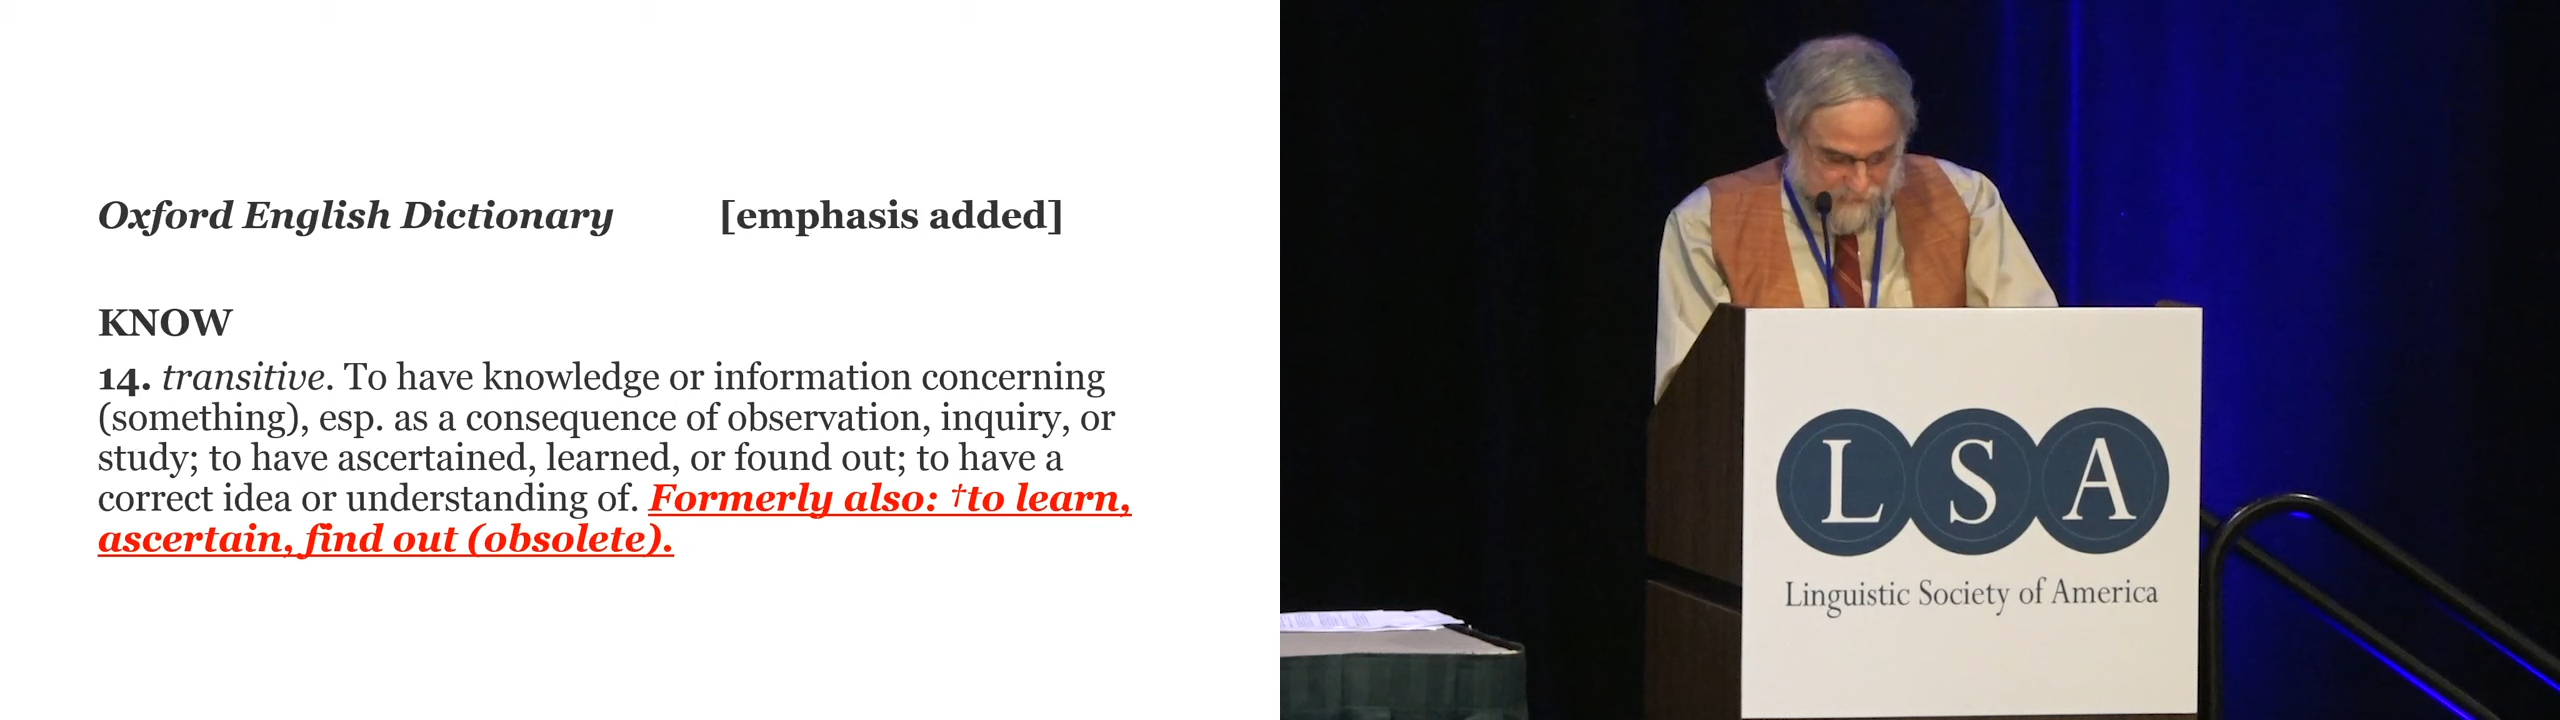 Oxford English Dictionary [emphasis added]
KNOW
14. transitive. To have knowledge or information concerning
(something), esp. as a consequence of observation, inquiry, or
study; to have ascertained, learned, or found out; to have a
correct idea or understanding of. Formerly also: †to learn,
ascertain, find out (obsolete).
LSA
Linguistic Society of America